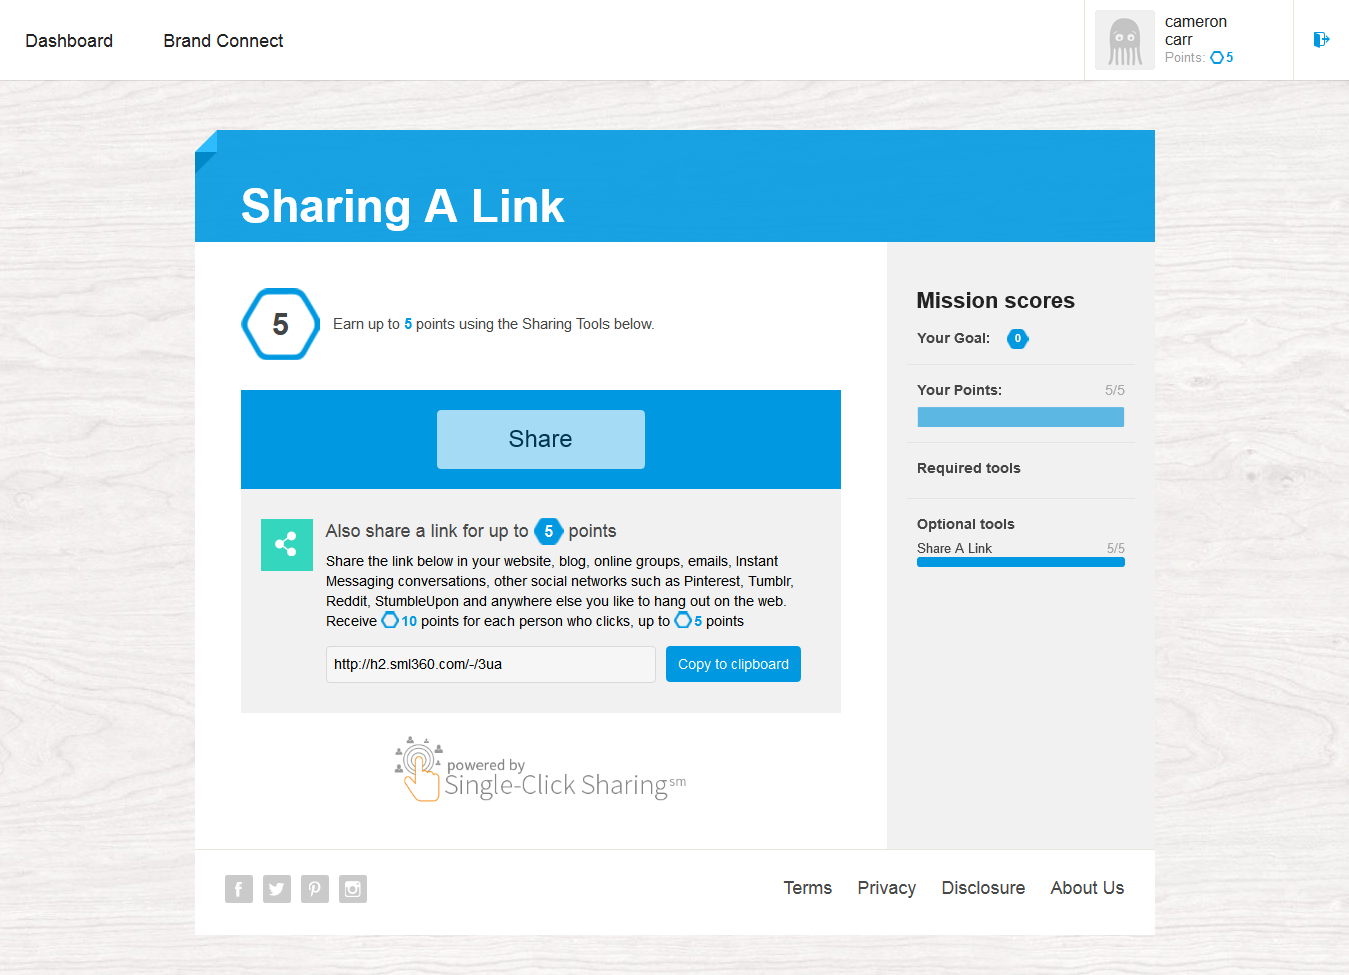 Dashboard
Brand Connect
cameron
carr
Points: 5
Sharing A Link
5
Earn up to 5 points using the Sharing Tools below.
Share
Also share a link for up to 5 points
Share the link below in your website, blog, online groups, emails, Instant
Messaging conversations, other social networks such as Pinterest, Tumblr,
Reddit, StumbleUpon and anywhere else you like to hang out on the web.
Receive 10 points for each person who clicks, up to 5 points
http://h2.sml360.com/-/3ua
Copy to clipboard
powered by
Single-Click Sharing sm
Mission scores
Your Goal: 0
Your Points: 5/5
Required tools
Optional tools
Share A Link 5/5
Terms
Privacy
Disclosure
About Us